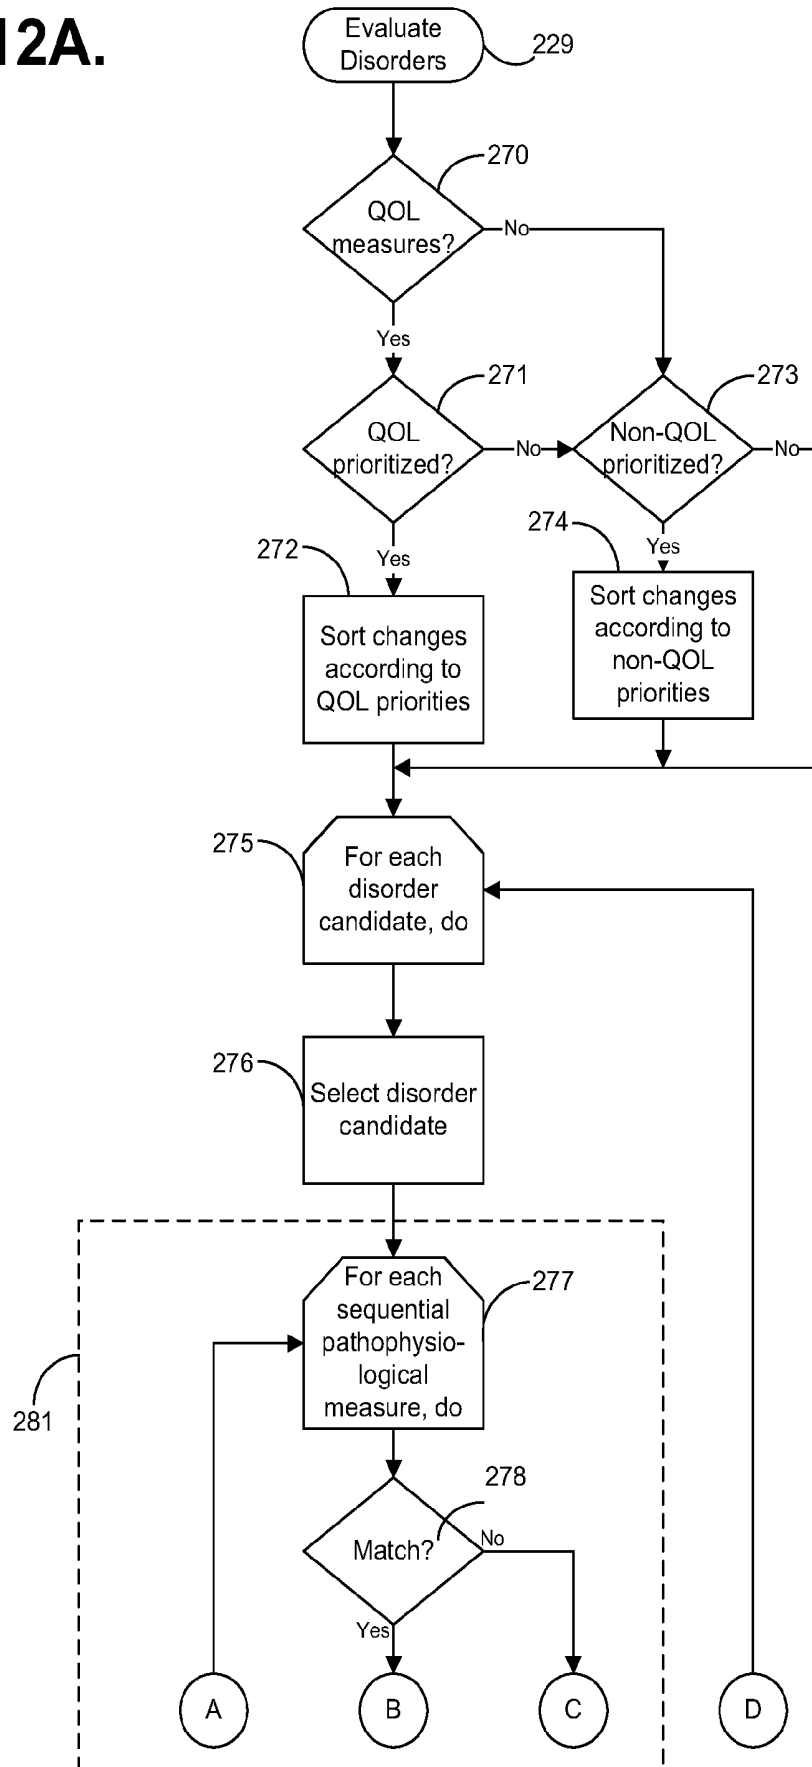 12A.
Evaluate
Disorders
229
270
QOL
measures?
No
Yes
271
273
QOL
prioritized?
No
Non-QOL
prioritized?
No
272
Yes
274
Yes
Sort changes
according to
QOL priorities
Sort changes
according to
non-QOL
priorities
275
For each
disorder
candidate, do
276
Select disorder
candidate
277
For each
sequential
pathophysio-
logical
measure, do
281
278
Match?
No
Yes
A
B
C
D